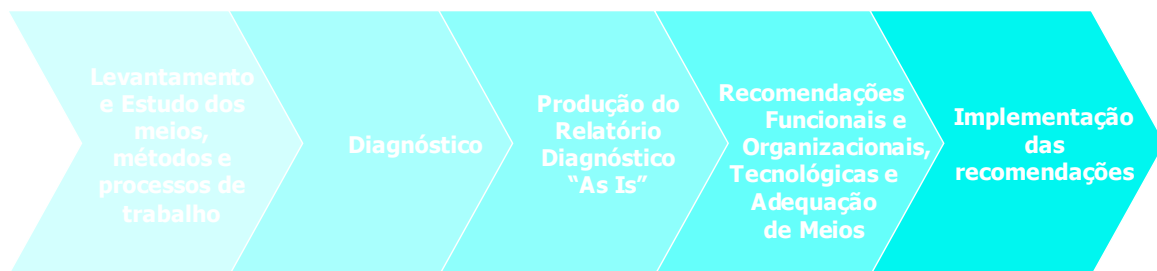 Levantamento
e Estudo dos
meios,
métodos e
processos de
trabalho
Diagnóstico
Produção do
Relatório
Diagnóstico
“As Is”
Recomendações
Funcionais e
Organizacionais,
Tecnológicas e
Adequação
de Meios
Implementação
das
recomendações